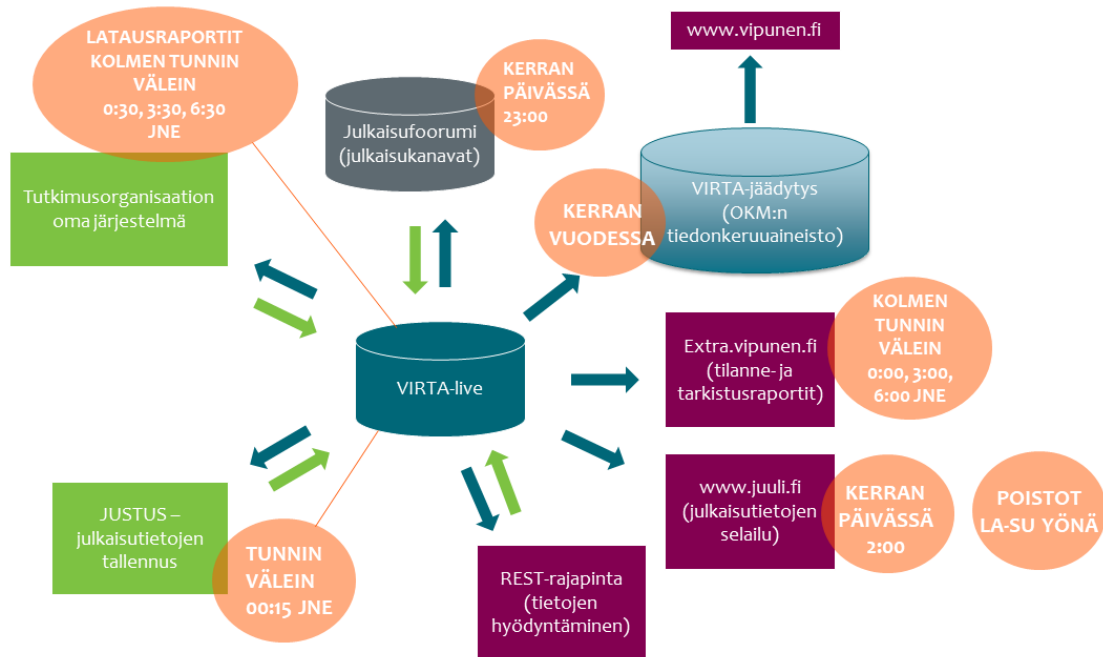 LATAUSRAPORTIT
KOLMEN TUNNIN
VÄLEIN
0:30, 3:30, 6:30
JNE
Tutkimusorganisaation
oma järjestelmä
Julkaisufoorumi
(julkaisukanavat)
KERRAN
PÄIVÄSSÄ
23:00
www.vipunen.fi
VIRTA-jäädytys
(OKM:n
tiedonkeruuaineisto)
KERRAN
VUODESSA
VIRTA-live
Extra.vipunen.fi
(tilanne- ja
tarkistusraportit)
KOLMEN
TUNNIN
VÄLEIN
0:00, 3:00,
6:00 JNE
www.juuli.fi
(julkaisutietojen
selailu)
KERRAN
PÄIVÄSSÄ
2:00
POISTOT
LA-SU YÖNÄ
JUSTUS –
julkaisutietojen
tallennus
TUNNIN
VÄLEIN
00:15 JNE
REST-rajapinta
(tietojen
hyödyntäminen)